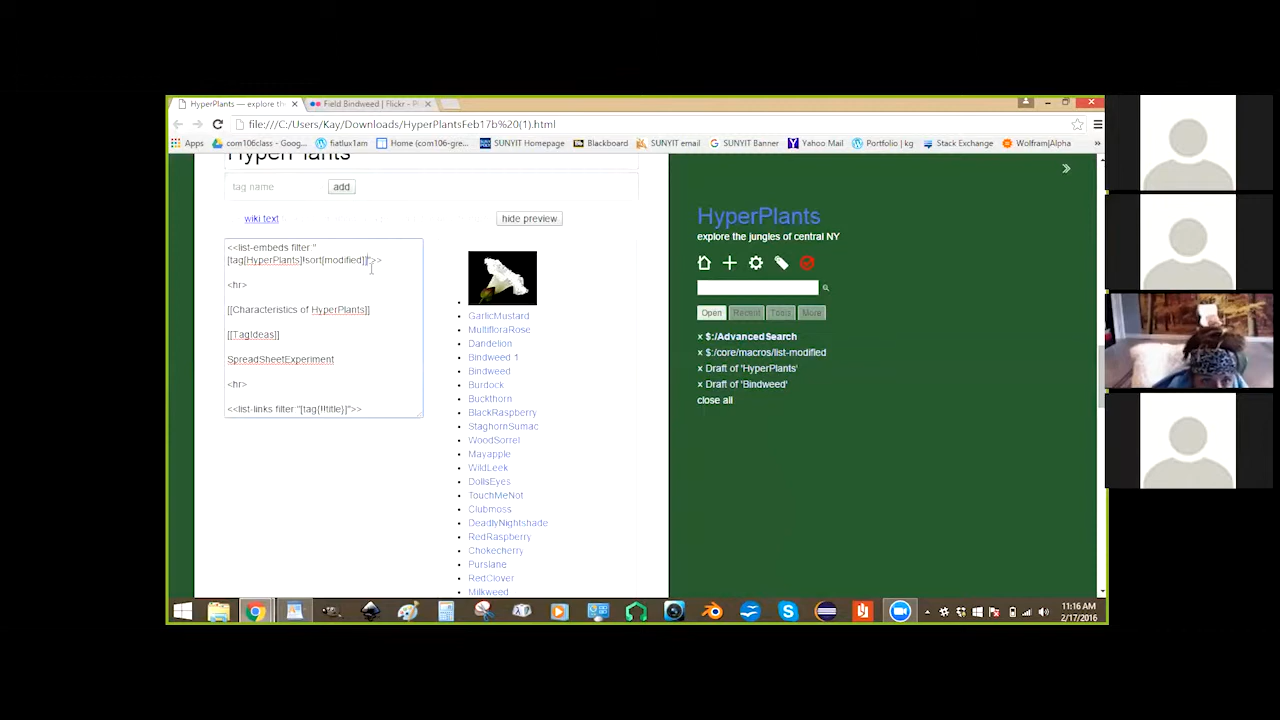 HyperPlants — explore the
Field Bindweed | Flickr - P
file:///C:/Users/Kay/Downloads/HyperPlantsFeb17b%20(1).html
Apps
com106class - Goog...
fiatlux1am
Home (com106-gre...
SUNYIT Homepage
Blackboard
SUNYIT email
SUNYIT Banner
Yahoo Mail
Portfolio | kg
Stack Exchange
Wolfram|Alpha
»
HyperPlants
tag name
add
wiki text
hide preview
<<list-embeds filter:"
[tag[HyperPlants]!sort[modified]]">>
<hr>
[[Characteristics of HyperPlants]]
[[TagIdeas]]
SpreadSheetExperiment
<hr>
<<list-links filter:"[tag{!!title}]">>
GarlicMustard
MultifloraRose
Dandelion
Bindweed 1
Bindweed
Burdock
Buckthorn
BlackRaspberry
StaghornSumac
WoodSorrel
Mayapple
WildLeek
DollsEyes
TouchMeNot
Clubmoss
DeadlyNightshade
RedRaspberry
Chokecherry
Purslane
RedClover
Milkweed
HyperPlants
explore the jungles of central NY
Open
Recent
Tools
More
× $:/AdvancedSearch
× $:/core/macros/list-modified
× Draft of 'HyperPlants'
× Draft of 'Bindweed'
close all
11:16 AM
2/17/2016